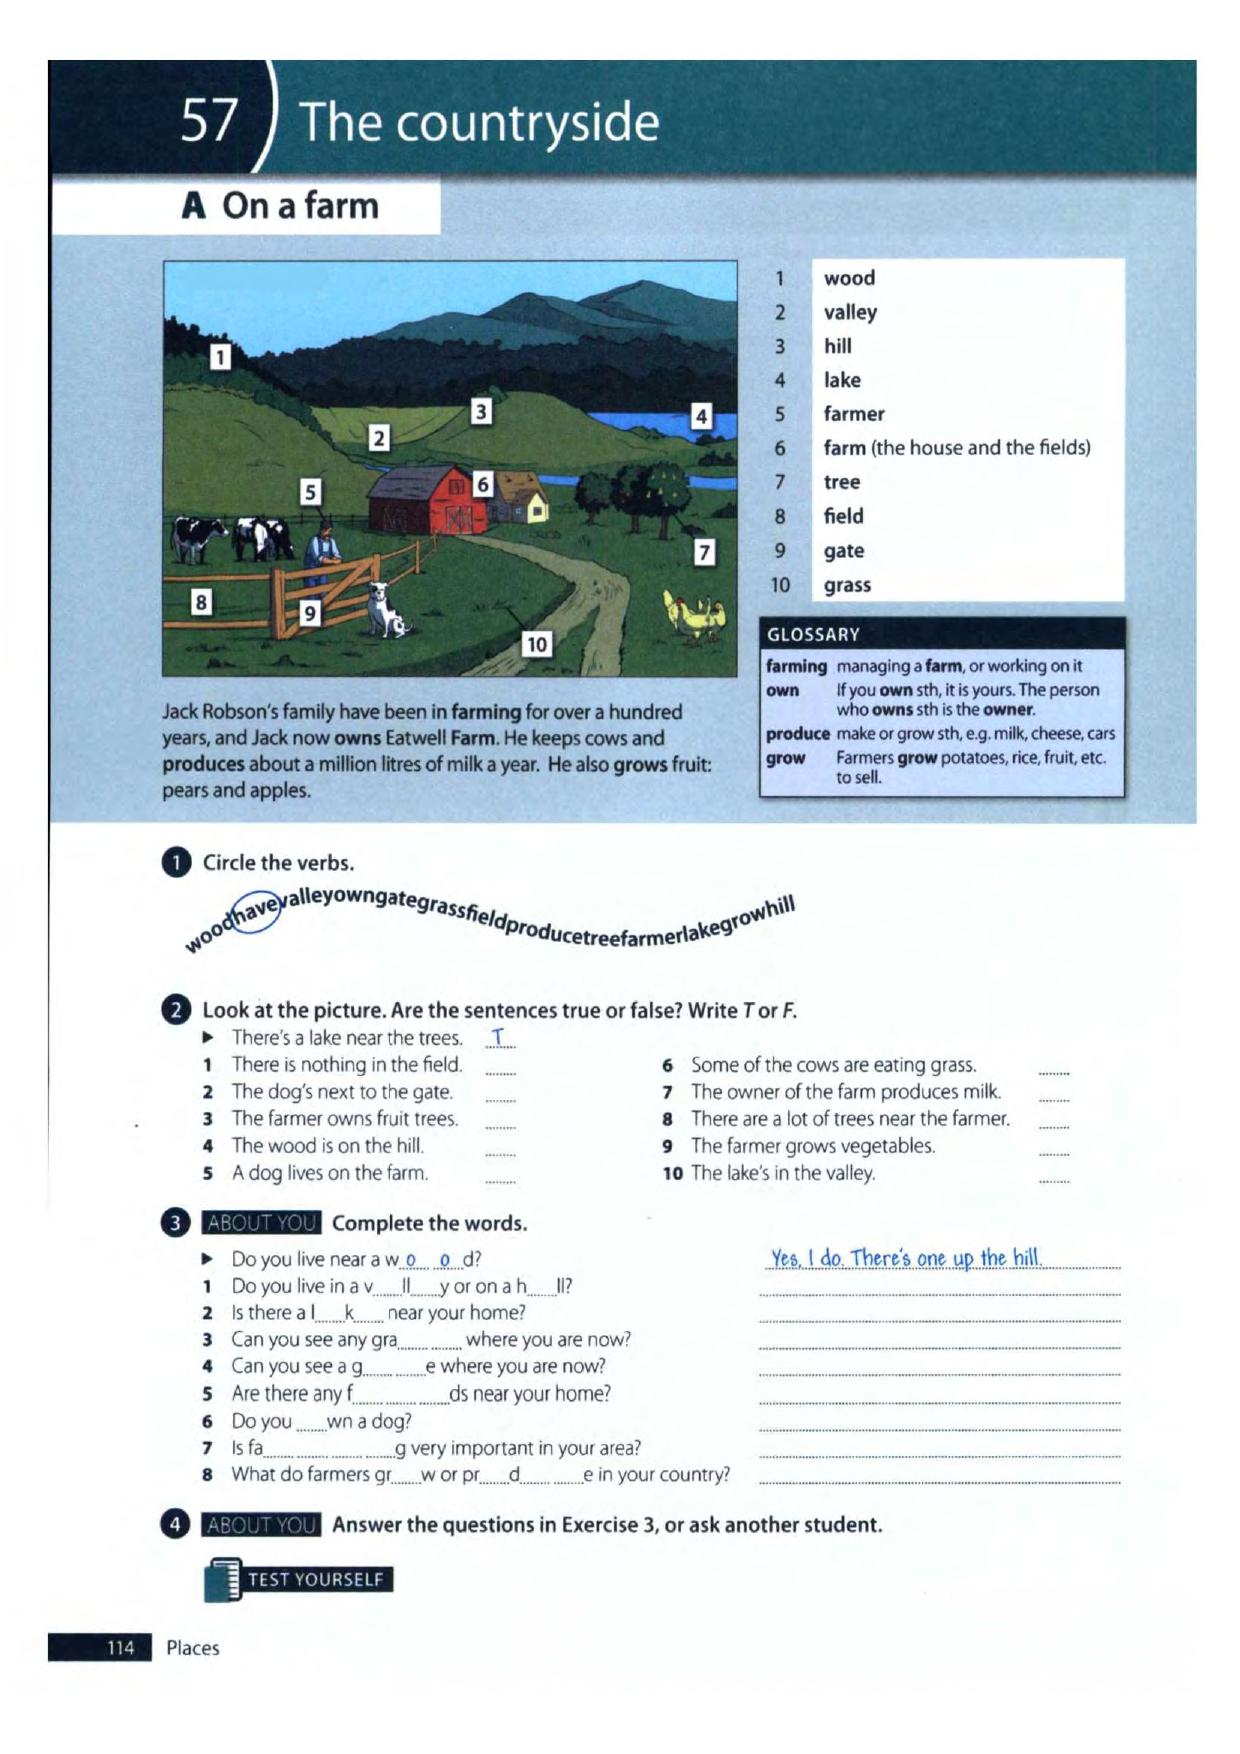 57 The countryside
A On a farm
1
2
3
4
5
6
7
8
9
10
1 wood
2 valley
3 hill
4 lake
5 farmer
6 farm (the house and the fields)
7 tree
8 field
9 gate
10 grass
GLOSSARY
farming managing a farm, or working on it
own If you own sth, it is yours. The person
who owns sth is the owner.
produce make or grow sth, e.g. milk, cheese, cars
grow Farmers grow potatoes, rice, fruit, etc.
to sell.
Jack Robson's family have been in farming for over a hundred
years, and Jack now owns Eatwell Farm. He keeps cows and
produces about a million litres of milk a year. He also grows fruit:
pears and apples.
1 Circle the verbs.
woodhavevalleyowngategrassfieldproducetreefarmerlakegrowhill
2 Look at the picture. Are the sentences true or false? Write T or F.
▶ There's a lake near the trees. T
1 There is nothing in the field. ........
2 The dog's next to the gate. ........
3 The farmer owns fruit trees. ........
4 The wood is on the hill. ........
5 A dog lives on the farm. ........
6 Some of the cows are eating grass. ........
7 The owner of the farm produces milk. ........
8 There are a lot of trees near the farmer. ........
9 The farmer grows vegetables. ........
10 The lake's in the valley. ........
3 ABOUT YOU Complete the words.
▶ Do you live near a w o o d? Yes, I do. There's one up the hill.
1 Do you live in a v.......ll.......y or on a h.......ll?
2 Is there a l.......k....... near your home?
3 Can you see any gra....... ....... where you are now?
4 Can you see a g....... .......e where you are now?
5 Are there any f....... ....... .......ds near your home?
6 Do you .......wn a dog?
7 Is fa....... ....... ....... .......g very important in your area?
8 What do farmers gr.......w or pr.......d....... .......e in your country?
4 ABOUT YOU Answer the questions in Exercise 3, or ask another student.
TEST YOURSELF
114 Places